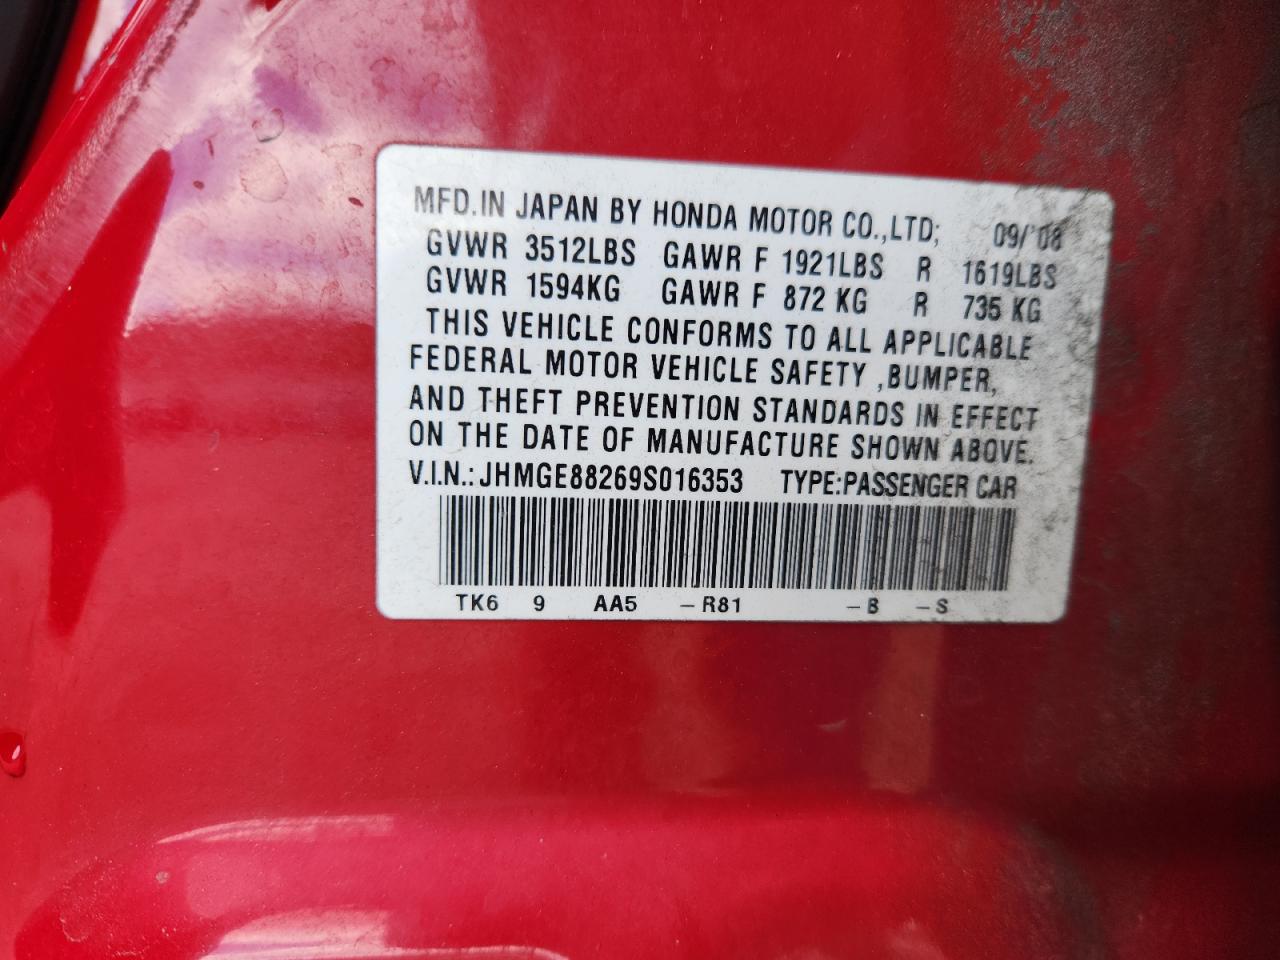 MFD.IN JAPAN BY HONDA MOTOR CO.,LTD; 09/'08
GVWR 3512LBS GAWR F 1921LBS R 1619LBS
GVWR 1594KG GAWR F 872 KG R 735 KG
THIS VEHICLE CONFORMS TO ALL APPLICABLE
FEDERAL MOTOR VEHICLE SAFETY ,BUMPER,
AND THEFT PREVENTION STANDARDS IN EFFECT
ON THE DATE OF MANUFACTURE SHOWN ABOVE.
V.I.N.:JHMGE88269S016353 TYPE:PASSENGER CAR
TK6 9 AA5 -R81 -B -S